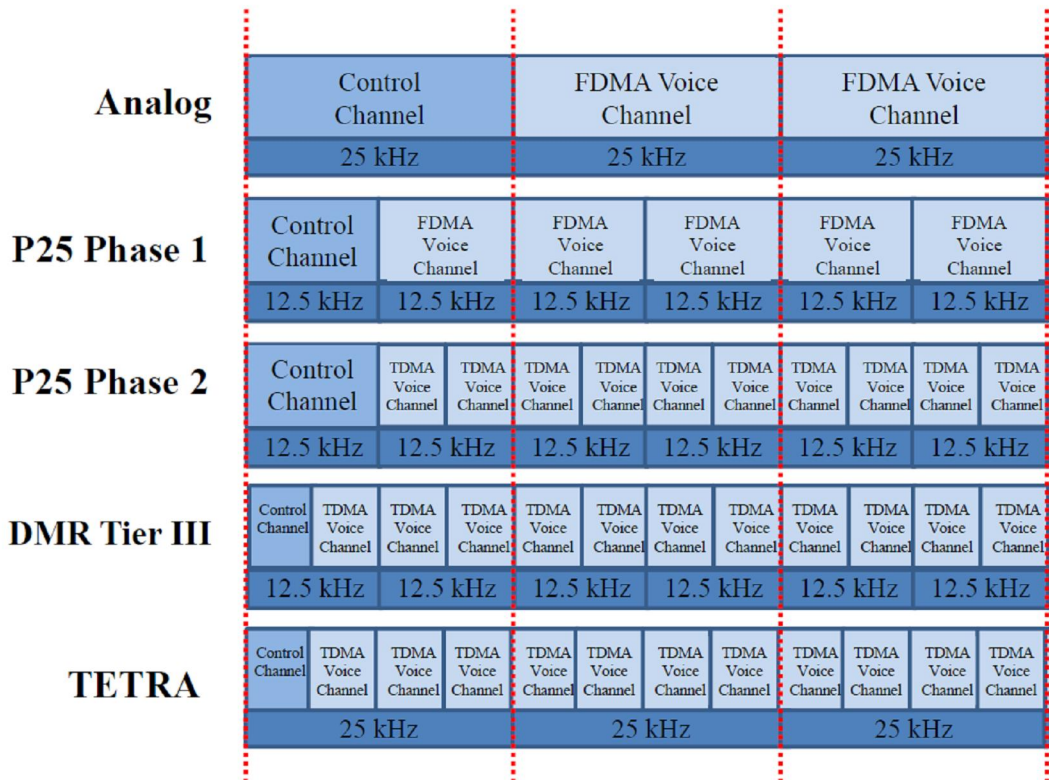 Analog
Control
Channel
FDMA Voice
Channel
FDMA Voice
Channel
25 kHz
25 kHz
25 kHz
P25 Phase 1
Control
Channel
FDMA
Voice
Channel
FDMA
Voice
Channel
FDMA
Voice
Channel
FDMA
Voice
Channel
FDMA
Voice
Channel
12.5 kHz
12.5 kHz
12.5 kHz
12.5 kHz
12.5 kHz
12.5 kHz
P25 Phase 2
Control
Channel
TDMA
Voice
Channel
TDMA
Voice
Channel
TDMA
Voice
Channel
TDMA
Voice
Channel
TDMA
Voice
Channel
TDMA
Voice
Channel
TDMA
Voice
Channel
TDMA
Voice
Channel
TDMA
Voice
Channel
TDMA
Voice
Channel
12.5 kHz
12.5 kHz
12.5 kHz
12.5 kHz
12.5 kHz
12.5 kHz
DMR Tier III
Control
Channel
TDMA
Voice
Channel
TDMA
Voice
Channel
TDMA
Voice
Channel
TDMA
Voice
Channel
TDMA
Voice
Channel
TDMA
Voice
Channel
TDMA
Voice
Channel
TDMA
Voice
Channel
TDMA
Voice
Channel
TDMA
Voice
Channel
TDMA
Voice
Channel
12.5 kHz
12.5 kHz
12.5 kHz
12.5 kHz
12.5 kHz
12.5 kHz
TETRA
Control
Channel
TDMA
Voice
Channel
TDMA
Voice
Channel
TDMA
Voice
Channel
TDMA
Voice
Channel
TDMA
Voice
Channel
TDMA
Voice
Channel
TDMA
Voice
Channel
TDMA
Voice
Channel
TDMA
Voice
Channel
TDMA
Voice
Channel
TDMA
Voice
Channel
25 kHz
25 kHz
25 kHz